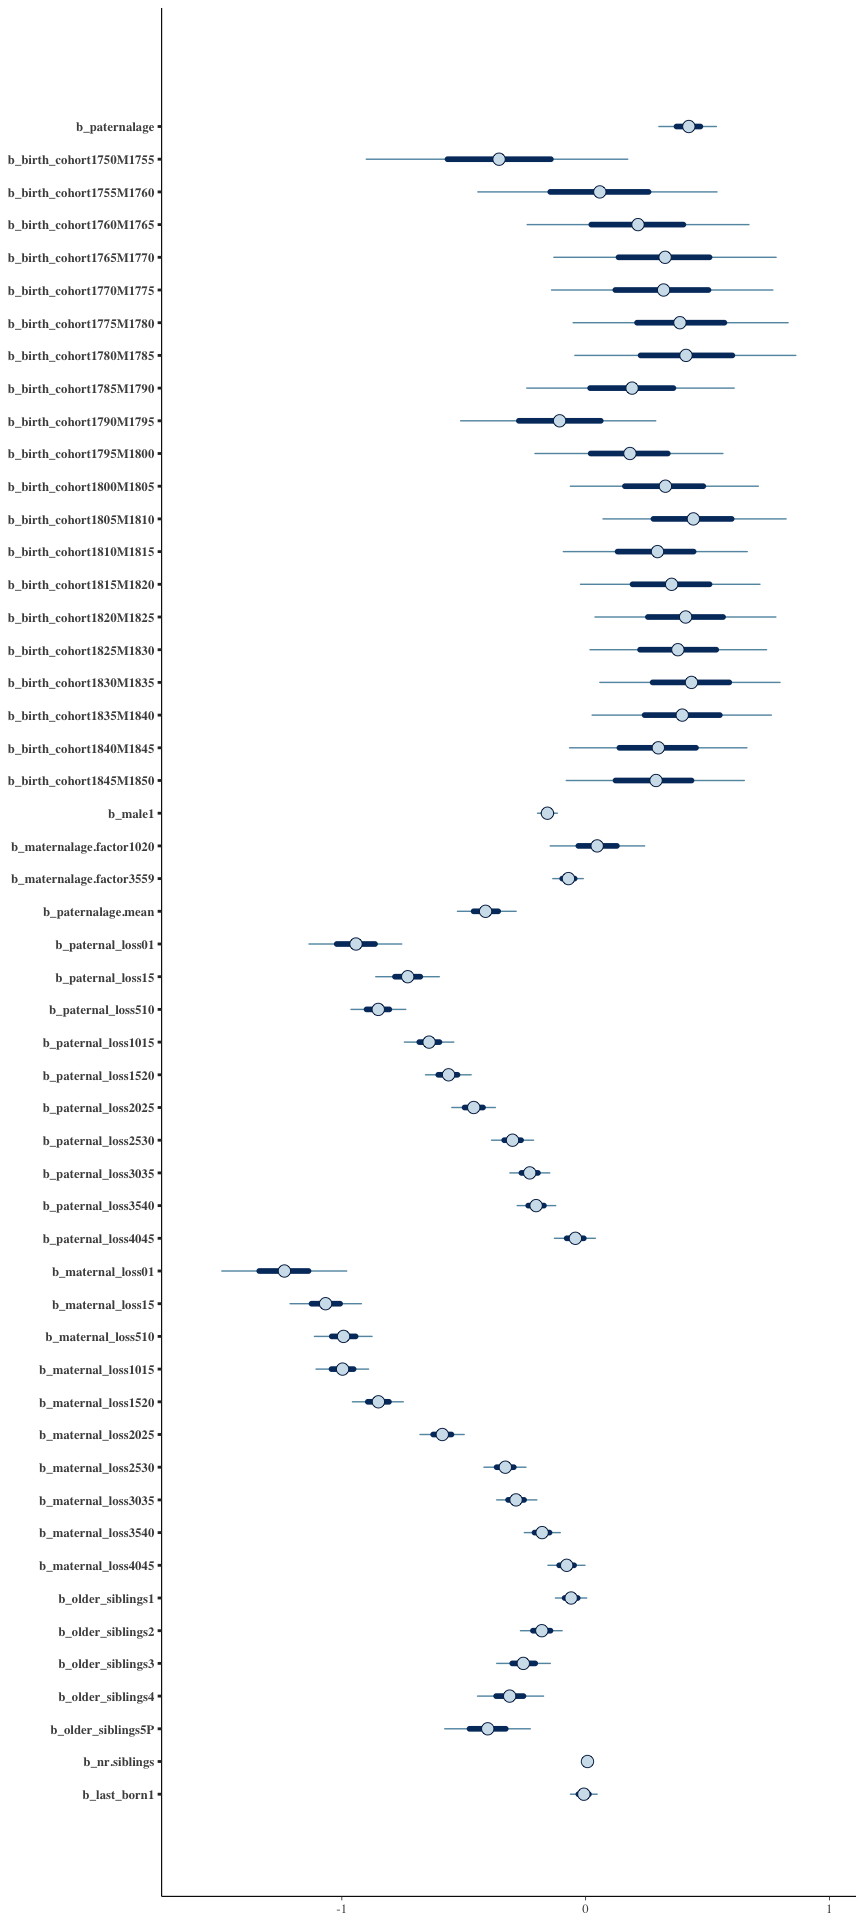 b_paternalage
b_birth_cohort1750M1755
b_birth_cohort1755M1760
b_birth_cohort1760M1765
b_birth_cohort1765M1770
b_birth_cohort1770M1775
b_birth_cohort1775M1780
b_birth_cohort1780M1785
b_birth_cohort1785M1790
b_birth_cohort1790M1795
b_birth_cohort1795M1800
b_birth_cohort1800M1805
b_birth_cohort1805M1810
b_birth_cohort1810M1815
b_birth_cohort1815M1820
b_birth_cohort1820M1825
b_birth_cohort1825M1830
b_birth_cohort1830M1835
b_birth_cohort1835M1840
b_birth_cohort1840M1845
b_birth_cohort1845M1850
b_male1
b_maternalage.factor1020
b_maternalage.factor3559
b_paternalage.mean
b_paternal_loss01
b_paternal_loss15
b_paternal_loss510
b_paternal_loss1015
b_paternal_loss1520
b_paternal_loss2025
b_paternal_loss2530
b_paternal_loss3035
b_paternal_loss3540
b_paternal_loss4045
b_maternal_loss01
b_maternal_loss15
b_maternal_loss510
b_maternal_loss1015
b_maternal_loss1520
b_maternal_loss2025
b_maternal_loss2530
b_maternal_loss3035
b_maternal_loss3540
b_maternal_loss4045
b_older_siblings1
b_older_siblings2
b_older_siblings3
b_older_siblings4
b_older_siblings5P
b_nr.siblings
b_last_born1
-1 0 1